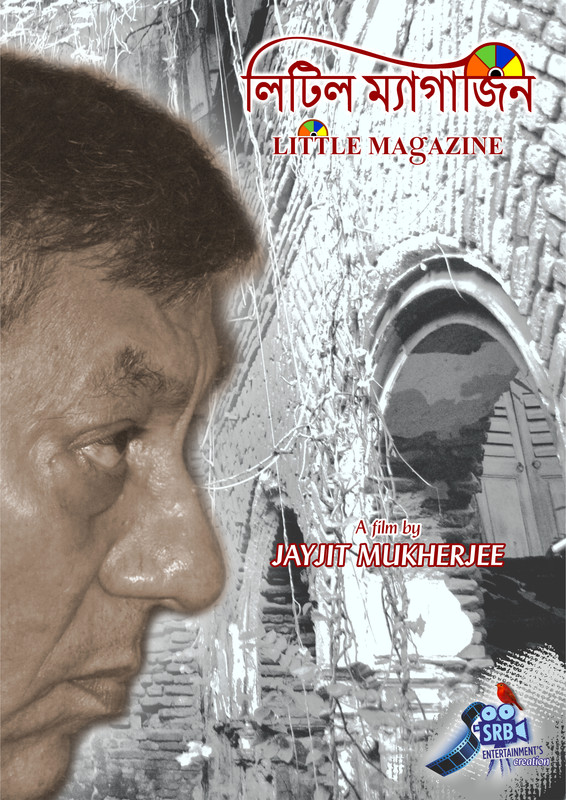 লিটিল ম্যাগাজিন
LITTLE MAGAZINE
A film by
JAYJIT MUKHERJEE
SRB
ENTERTAINMENT'S
creation